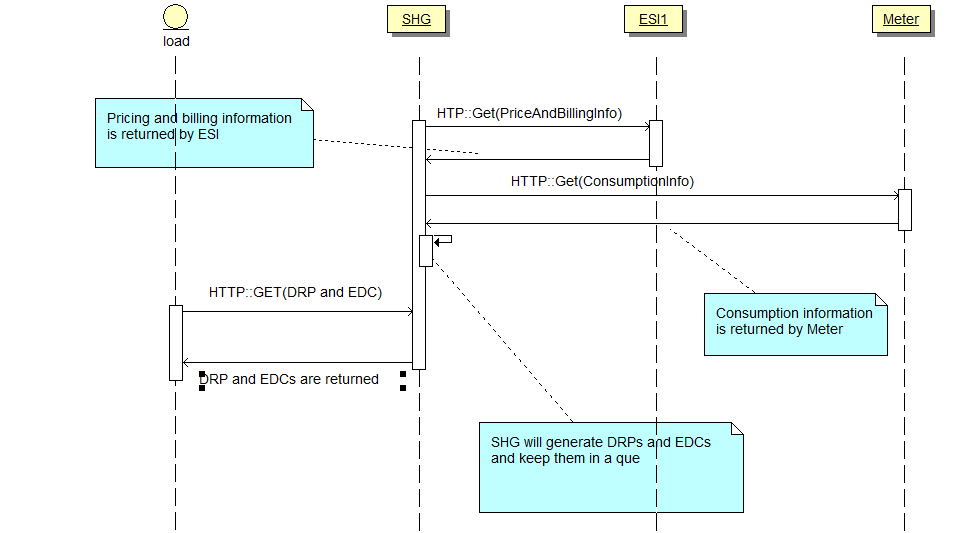 load
SHG
ESI1
Meter
Pricing and billing information
is returned by ESI
HTP::Get(PriceAndBillingInfo)
HTTP::Get(ConsumptionInfo)
HTTP::GET(DRP and EDC)
Consumption information
is returned by Meter
DRP and EDCs are returned
SHG will generate DRPs and EDCs
and keep them in a que